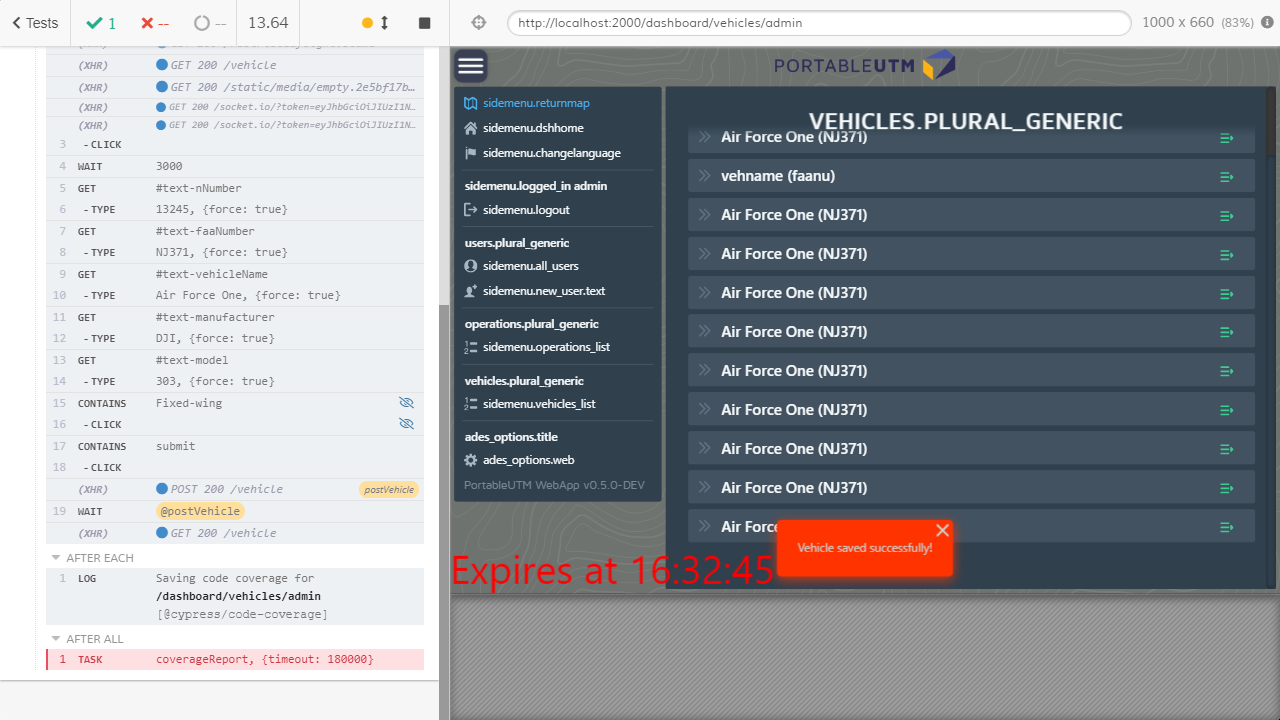 Tests
1
--
--
13.64
http://localhost:2000/dashboard/vehicles/admin
1000 x 660 (83%)
(XHR) GET 200 /vehicle
(XHR) GET 200 /static/media/empty.2e5bf17b…
(XHR) GET 200 /socket.io/?token=eyJhbGciOiJIUzI1N…
(XHR) GET 200 /socket.io/?token=eyJhbGciOiJIUzI1N…
3 -CLICK
4 WAIT 3000
5 GET #text-nNumber
6 -TYPE 13245, {force: true}
7 GET #text-faaNumber
8 -TYPE NJ371, {force: true}
9 GET #text-vehicleName
10 -TYPE Air Force One, {force: true}
11 GET #text-manufacturer
12 -TYPE DJI, {force: true}
13 GET #text-model
14 -TYPE 303, {force: true}
15 CONTAINS Fixed-wing
16 -CLICK
17 CONTAINS submit
18 -CLICK
(XHR) POST 200 /vehicle postVehicle
19 WAIT @postVehicle
(XHR) GET 200 /vehicle
AFTER EACH
1 LOG Saving code coverage for
/dashboard/vehicles/admin
[@cypress/code-coverage]
AFTER ALL
1 TASK coverageReport, {timeout: 180000}
PORTABLEUTM
sidemenu.returnmap
sidemenu.dshhome
sidemenu.changelanguage
sidemenu.logged_in admin
sidemenu.logout
users.plural_generic
sidemenu.all_users
sidemenu.new_user.text
operations.plural_generic
sidemenu.operations_list
vehicles.plural_generic
sidemenu.vehicles_list
ades_options.title
ades_options.web
PortableUTM WebApp v0.5.0-DEV
VEHICLES.PLURAL_GENERIC
Air Force One (NJ371)
vehname (faanu)
Air Force One (NJ371)
Air Force One (NJ371)
Air Force One (NJ371)
Air Force One (NJ371)
Air Force One (NJ371)
Air Force One (NJ371)
Air Force One (NJ371)
Air Force One (NJ371)
Air Force
Vehicle saved successfully!
Expires at 16:32:45